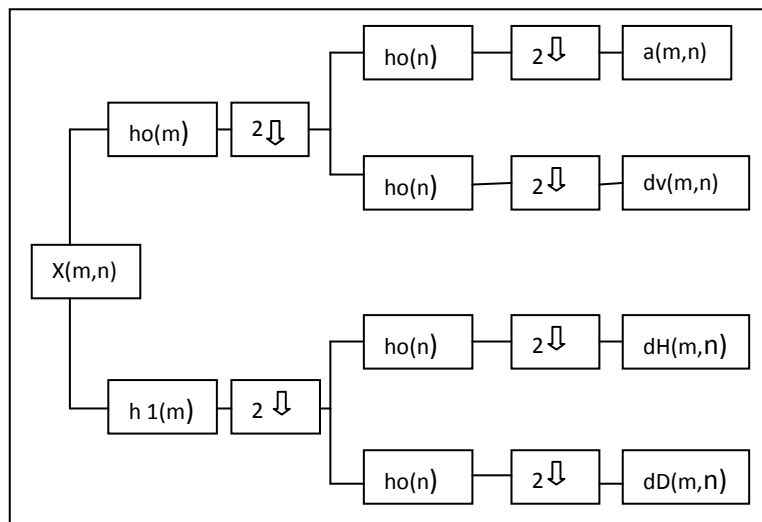 ho(n) 2⇩ a(m,n)
ho(m) 2⇩
ho(n) 2⇩ dv(m,n)
X(m,n)
ho(n) 2⇩ dH(m,n)
h 1(m) 2⇩
ho(n) 2⇩ dD(m,n)